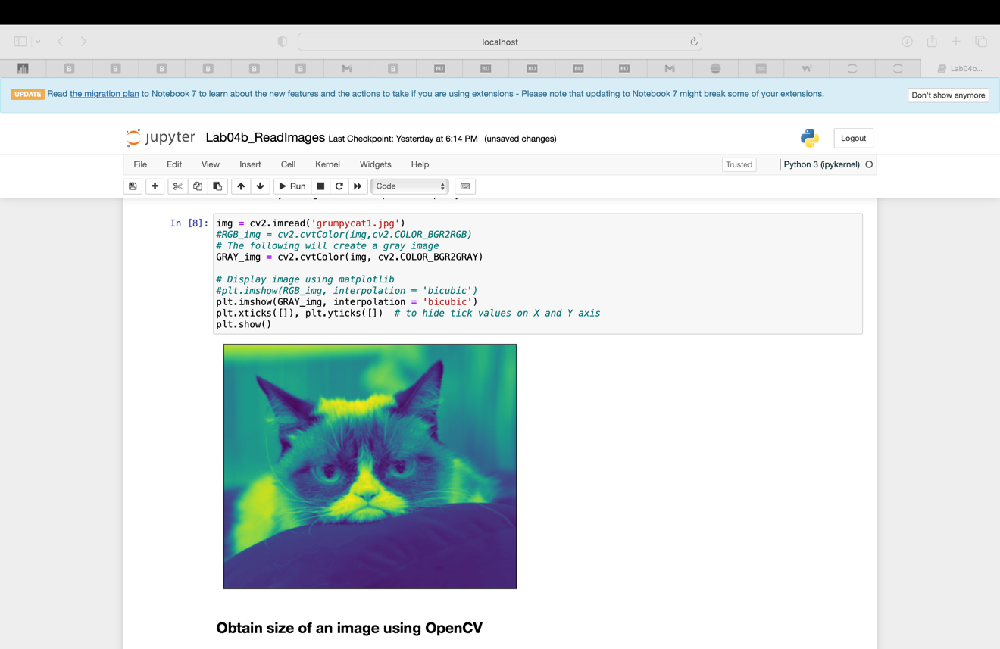 localhost
B
B
B
B
B
B
B
BU
BU
BU
BU
BU
Lab04b...
UPDATE Read the migration plan to Notebook 7 to learn about the new features and the actions to take if you are using extensions - Please note that updating to Notebook 7 might break some of your extensions.
Don't show anymore
jupyter Lab04b_ReadImages Last Checkpoint: Yesterday at 6:14 PM (unsaved changes)
Logout
File Edit View Insert Cell Kernel Widgets Help
Trusted
Python 3 (ipykernel)
Run
Code
In [8]:
img = cv2.imread('grumpycat1.jpg')
#RGB_img = cv2.cvtColor(img,cv2.COLOR_BGR2RGB)
# The following will create a gray image
GRAY_img = cv2.cvtColor(img, cv2.COLOR_BGR2GRAY)
# Display image using matplotlib
#plt.imshow(RGB_img, interpolation = 'bicubic')
plt.imshow(GRAY_img, interpolation = 'bicubic')
plt.xticks([]), plt.yticks([])  # to hide tick values on X and Y axis
plt.show()
Obtain size of an image using OpenCV